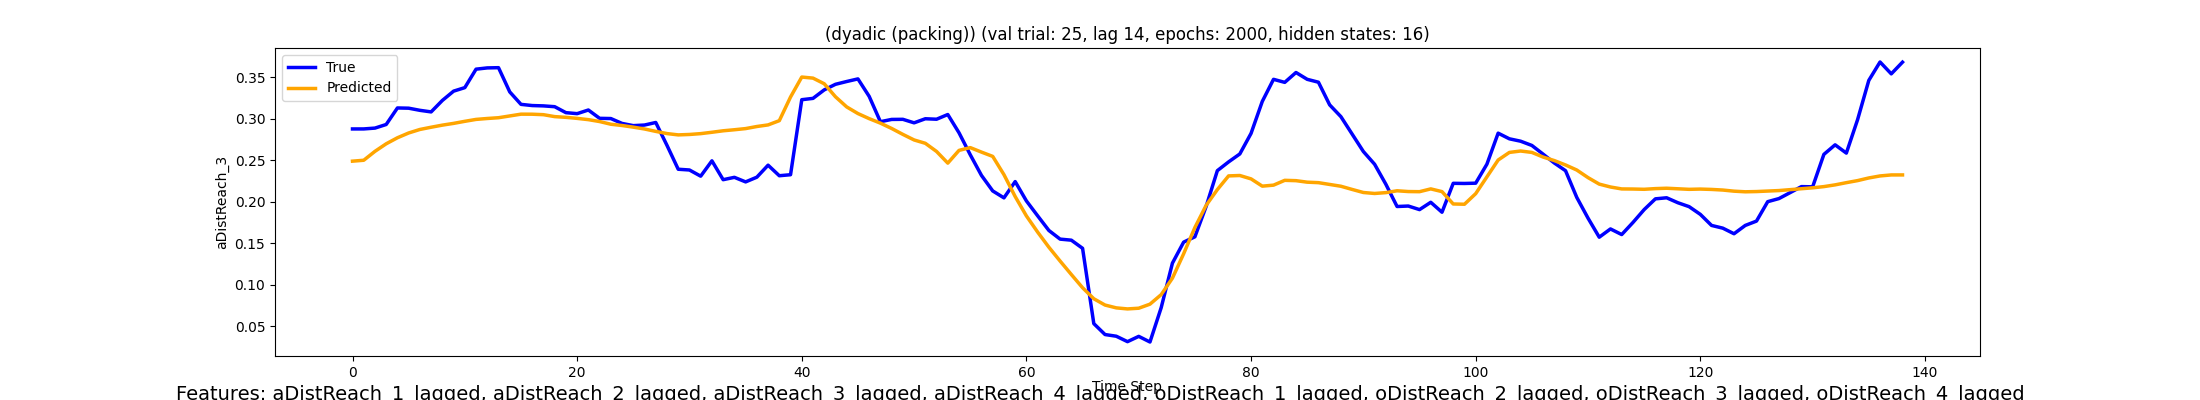 (dyadic (packing)) (val trial: 25, lag 14, epochs: 2000, hidden states: 16)
True
Predicted
aDistReach_3
0.35
0.30
0.25
0.20
0.15
0.10
0.05
0 20 40 60 80 100 120 140
Time Step
Features: aDistReach_1_lagged, aDistReach_2_lagged, aDistReach_3_lagged, aDistReach_4_lagged, oDistReach_1_lagged, oDistReach_2_lagged, oDistReach_3_lagged, oDistReach_4_lagged